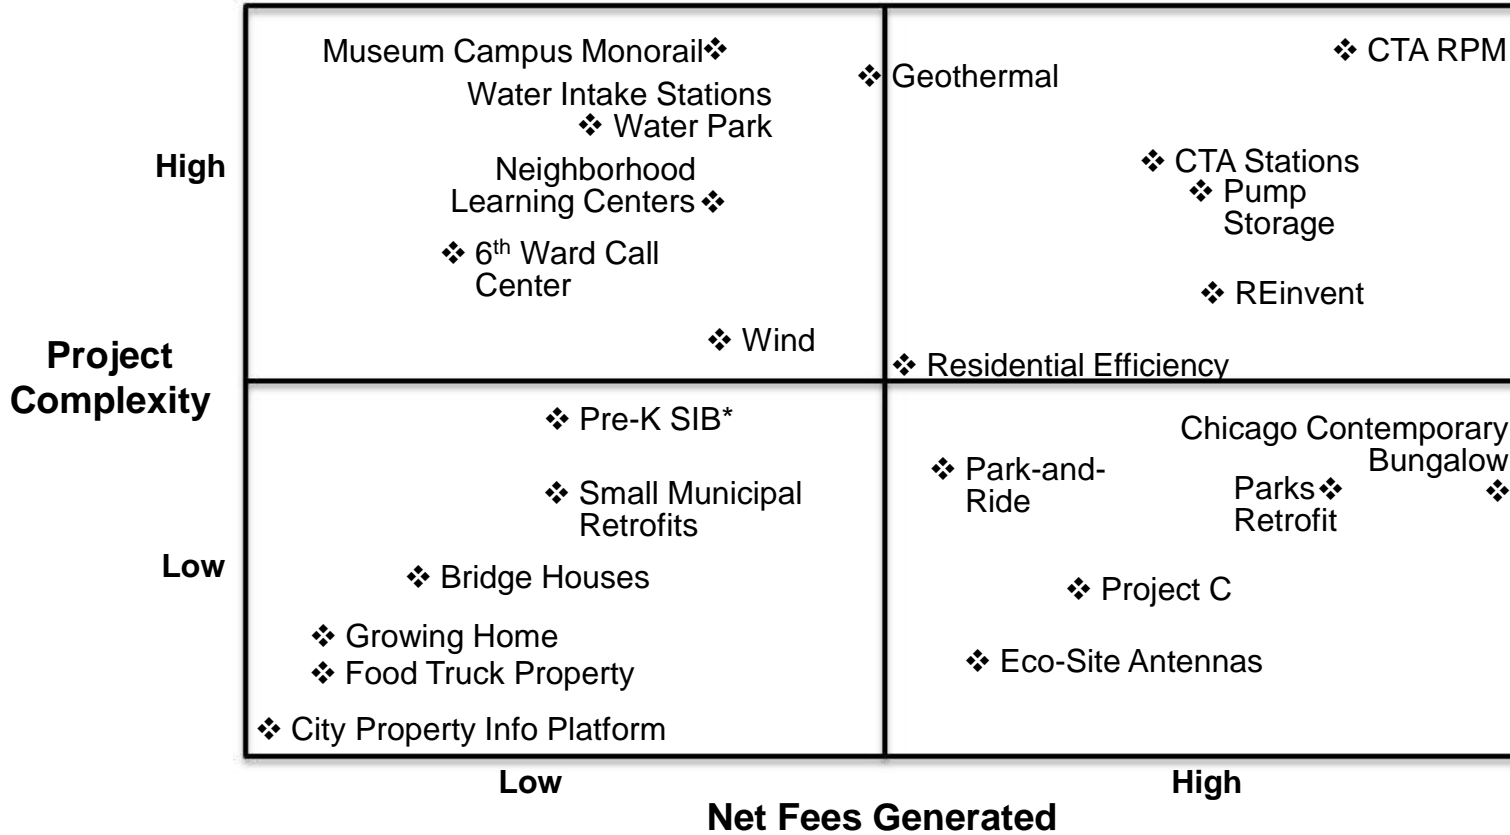 Museum Campus Monorail❖
❖ CTA RPM
❖ Geothermal
Water Intake Stations
❖ Water Park
High
Neighborhood
Learning Centers ❖
❖ CTA Stations
❖ Pump
Storage
❖ 6th Ward Call
Center
❖ REinvent
❖ Wind
❖ Residential Efficiency
Project
Complexity
❖ Pre-K SIB*
Chicago Contemporary
Bungalow
❖
❖ Park-and-
Ride
Parks❖
Retrofit
❖ Small Municipal
Retrofits
Low
❖ Bridge Houses
❖ Project C
❖ Growing Home
❖ Food Truck Property
❖ Eco-Site Antennas
❖ City Property Info Platform
Low
High
Net Fees Generated